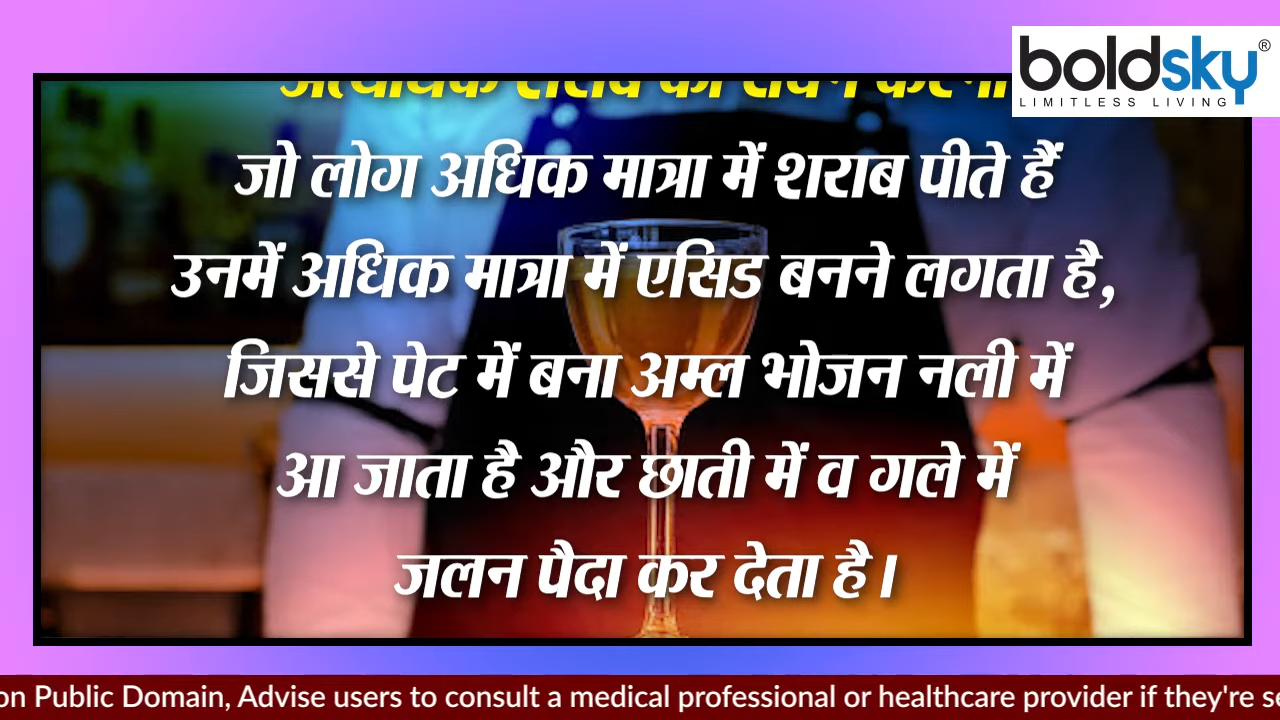 boldsky®
LIMITLESS LIVING
जो लोग अधिक मात्रा में शराब पीते हैं
उनमें अधिक मात्रा में एसिड बनने लगता है,
जिससे पेट में बना अम्ल भोजन नली में
आ जाता है और छाती में व गले में
जलन पैदा कर देता है।
on Public Domain, Advise users to consult a medical professional or healthcare provider if they're